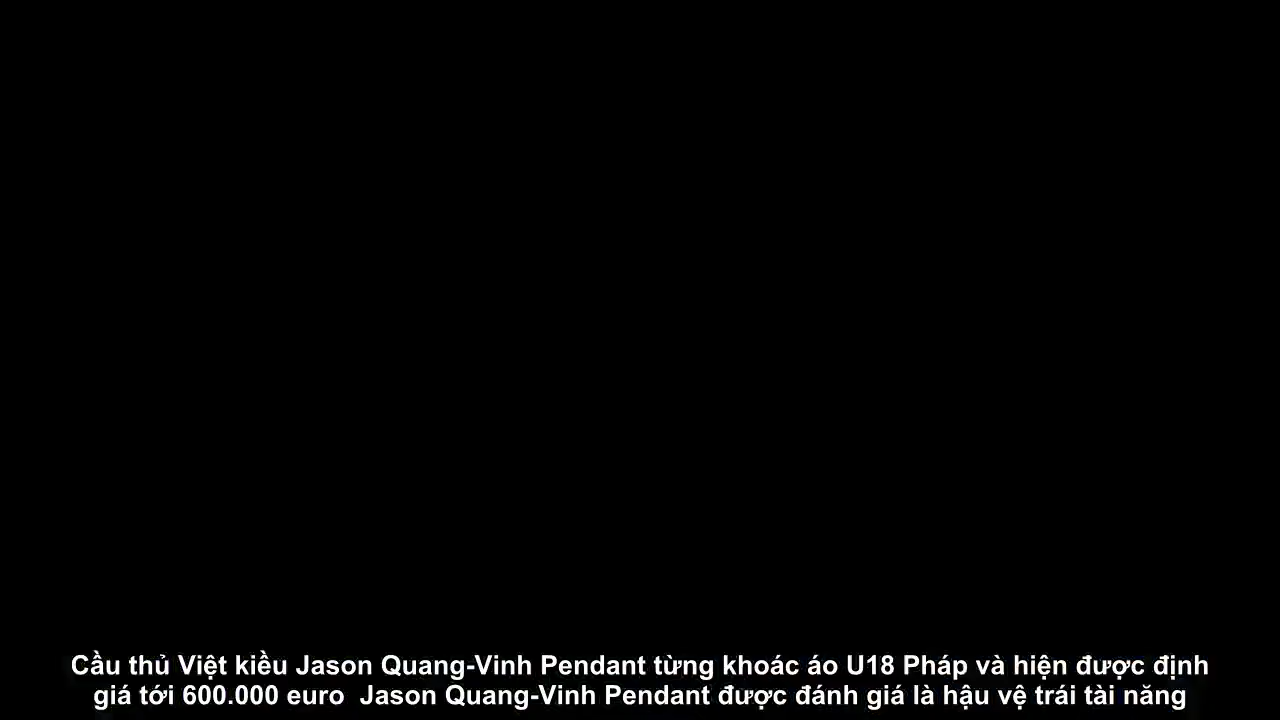 Cầu thủ Việt kiều Jason Quang-Vinh Pendant từng khoác áo U18 Pháp và hiện được định
giá tới 600.000 euro  Jason Quang-Vinh Pendant được đánh giá là hậu vệ trái tài năng